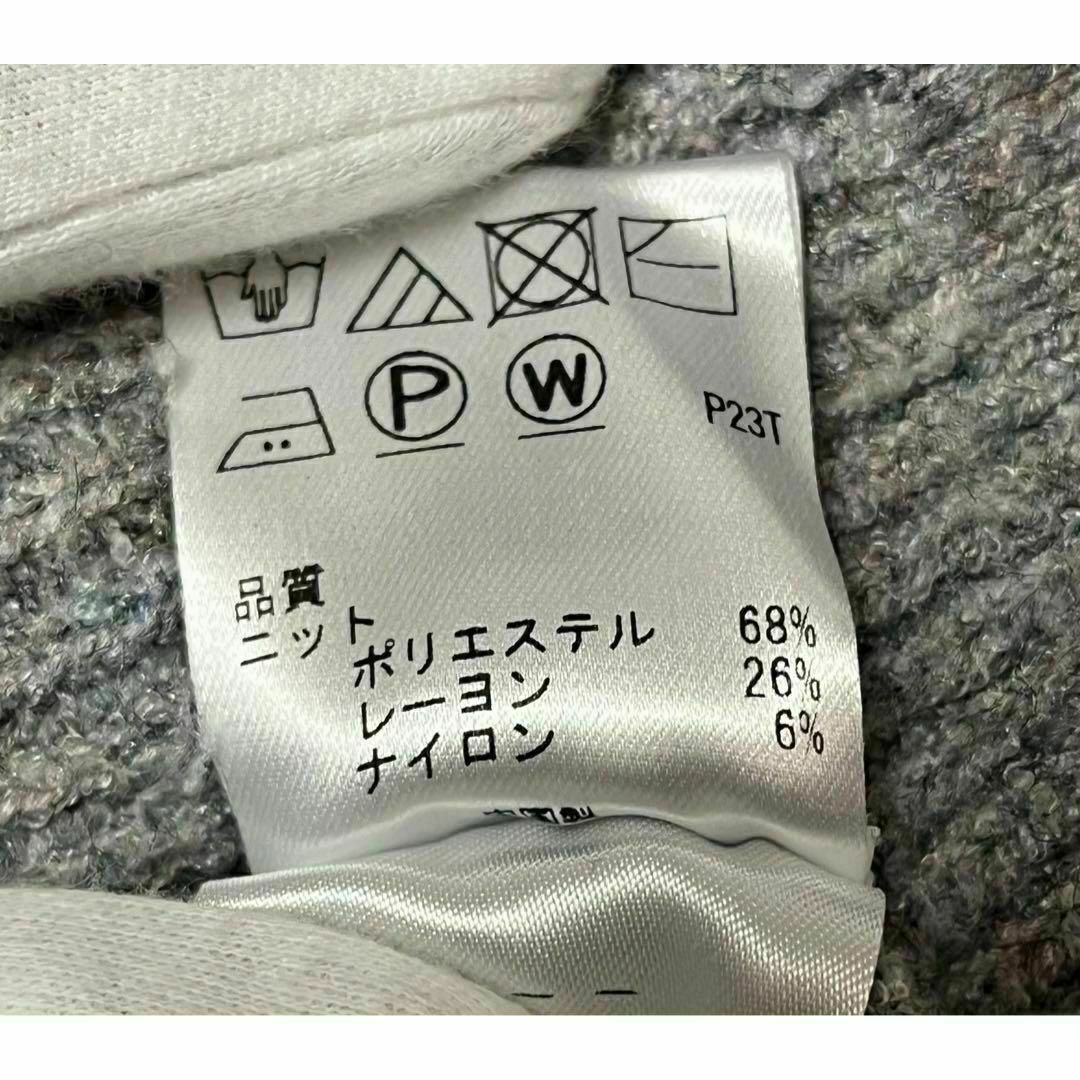 P W
P23T
品質
ニット
ポリエステル 68%
レーヨン 26%
ナイロン 6%